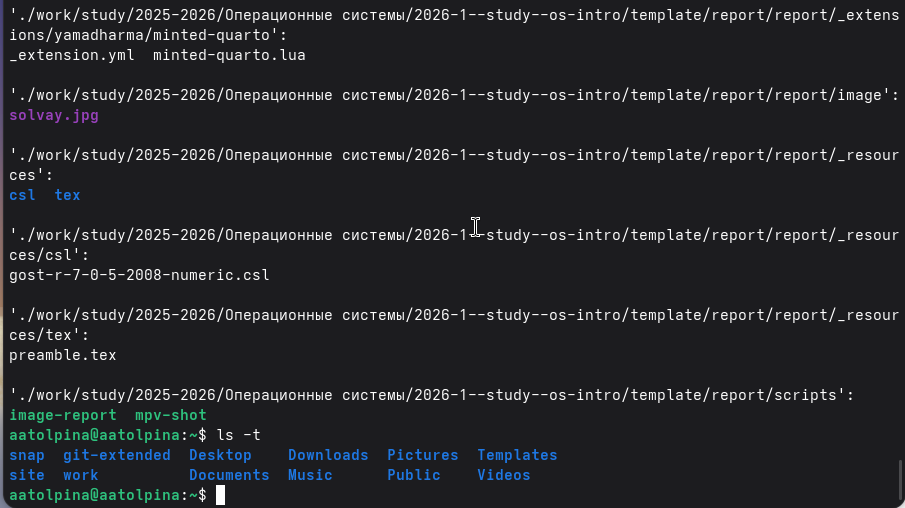 './work/study/2025-2026/Операционные системы/2026-1--study--os-intro/template/report/report/_extens
ions/yamadharma/minted-quarto':
_extension.yml  minted-quarto.lua
'./work/study/2025-2026/Операционные системы/2026-1--study--os-intro/template/report/report/image':
solvay.jpg
'./work/study/2025-2026/Операционные системы/2026-1--study--os-intro/template/report/report/_resour
ces':
csl  tex
'./work/study/2025-2026/Операционные системы/2026-1--study--os-intro/template/report/report/_resour
ces/csl':
gost-r-7-0-5-2008-numeric.csl
'./work/study/2025-2026/Операционные системы/2026-1--study--os-intro/template/report/report/_resour
ces/tex':
preamble.tex
'./work/study/2025-2026/Операционные системы/2026-1--study--os-intro/template/report/scripts':
image-report  mpv-shot
aatolpina@aatolpina:~$ ls -t
snap  git-extended  Desktop    Downloads  Pictures  Templates
site  work          Documents  Music      Public    Videos
aatolpina@aatolpina:~$